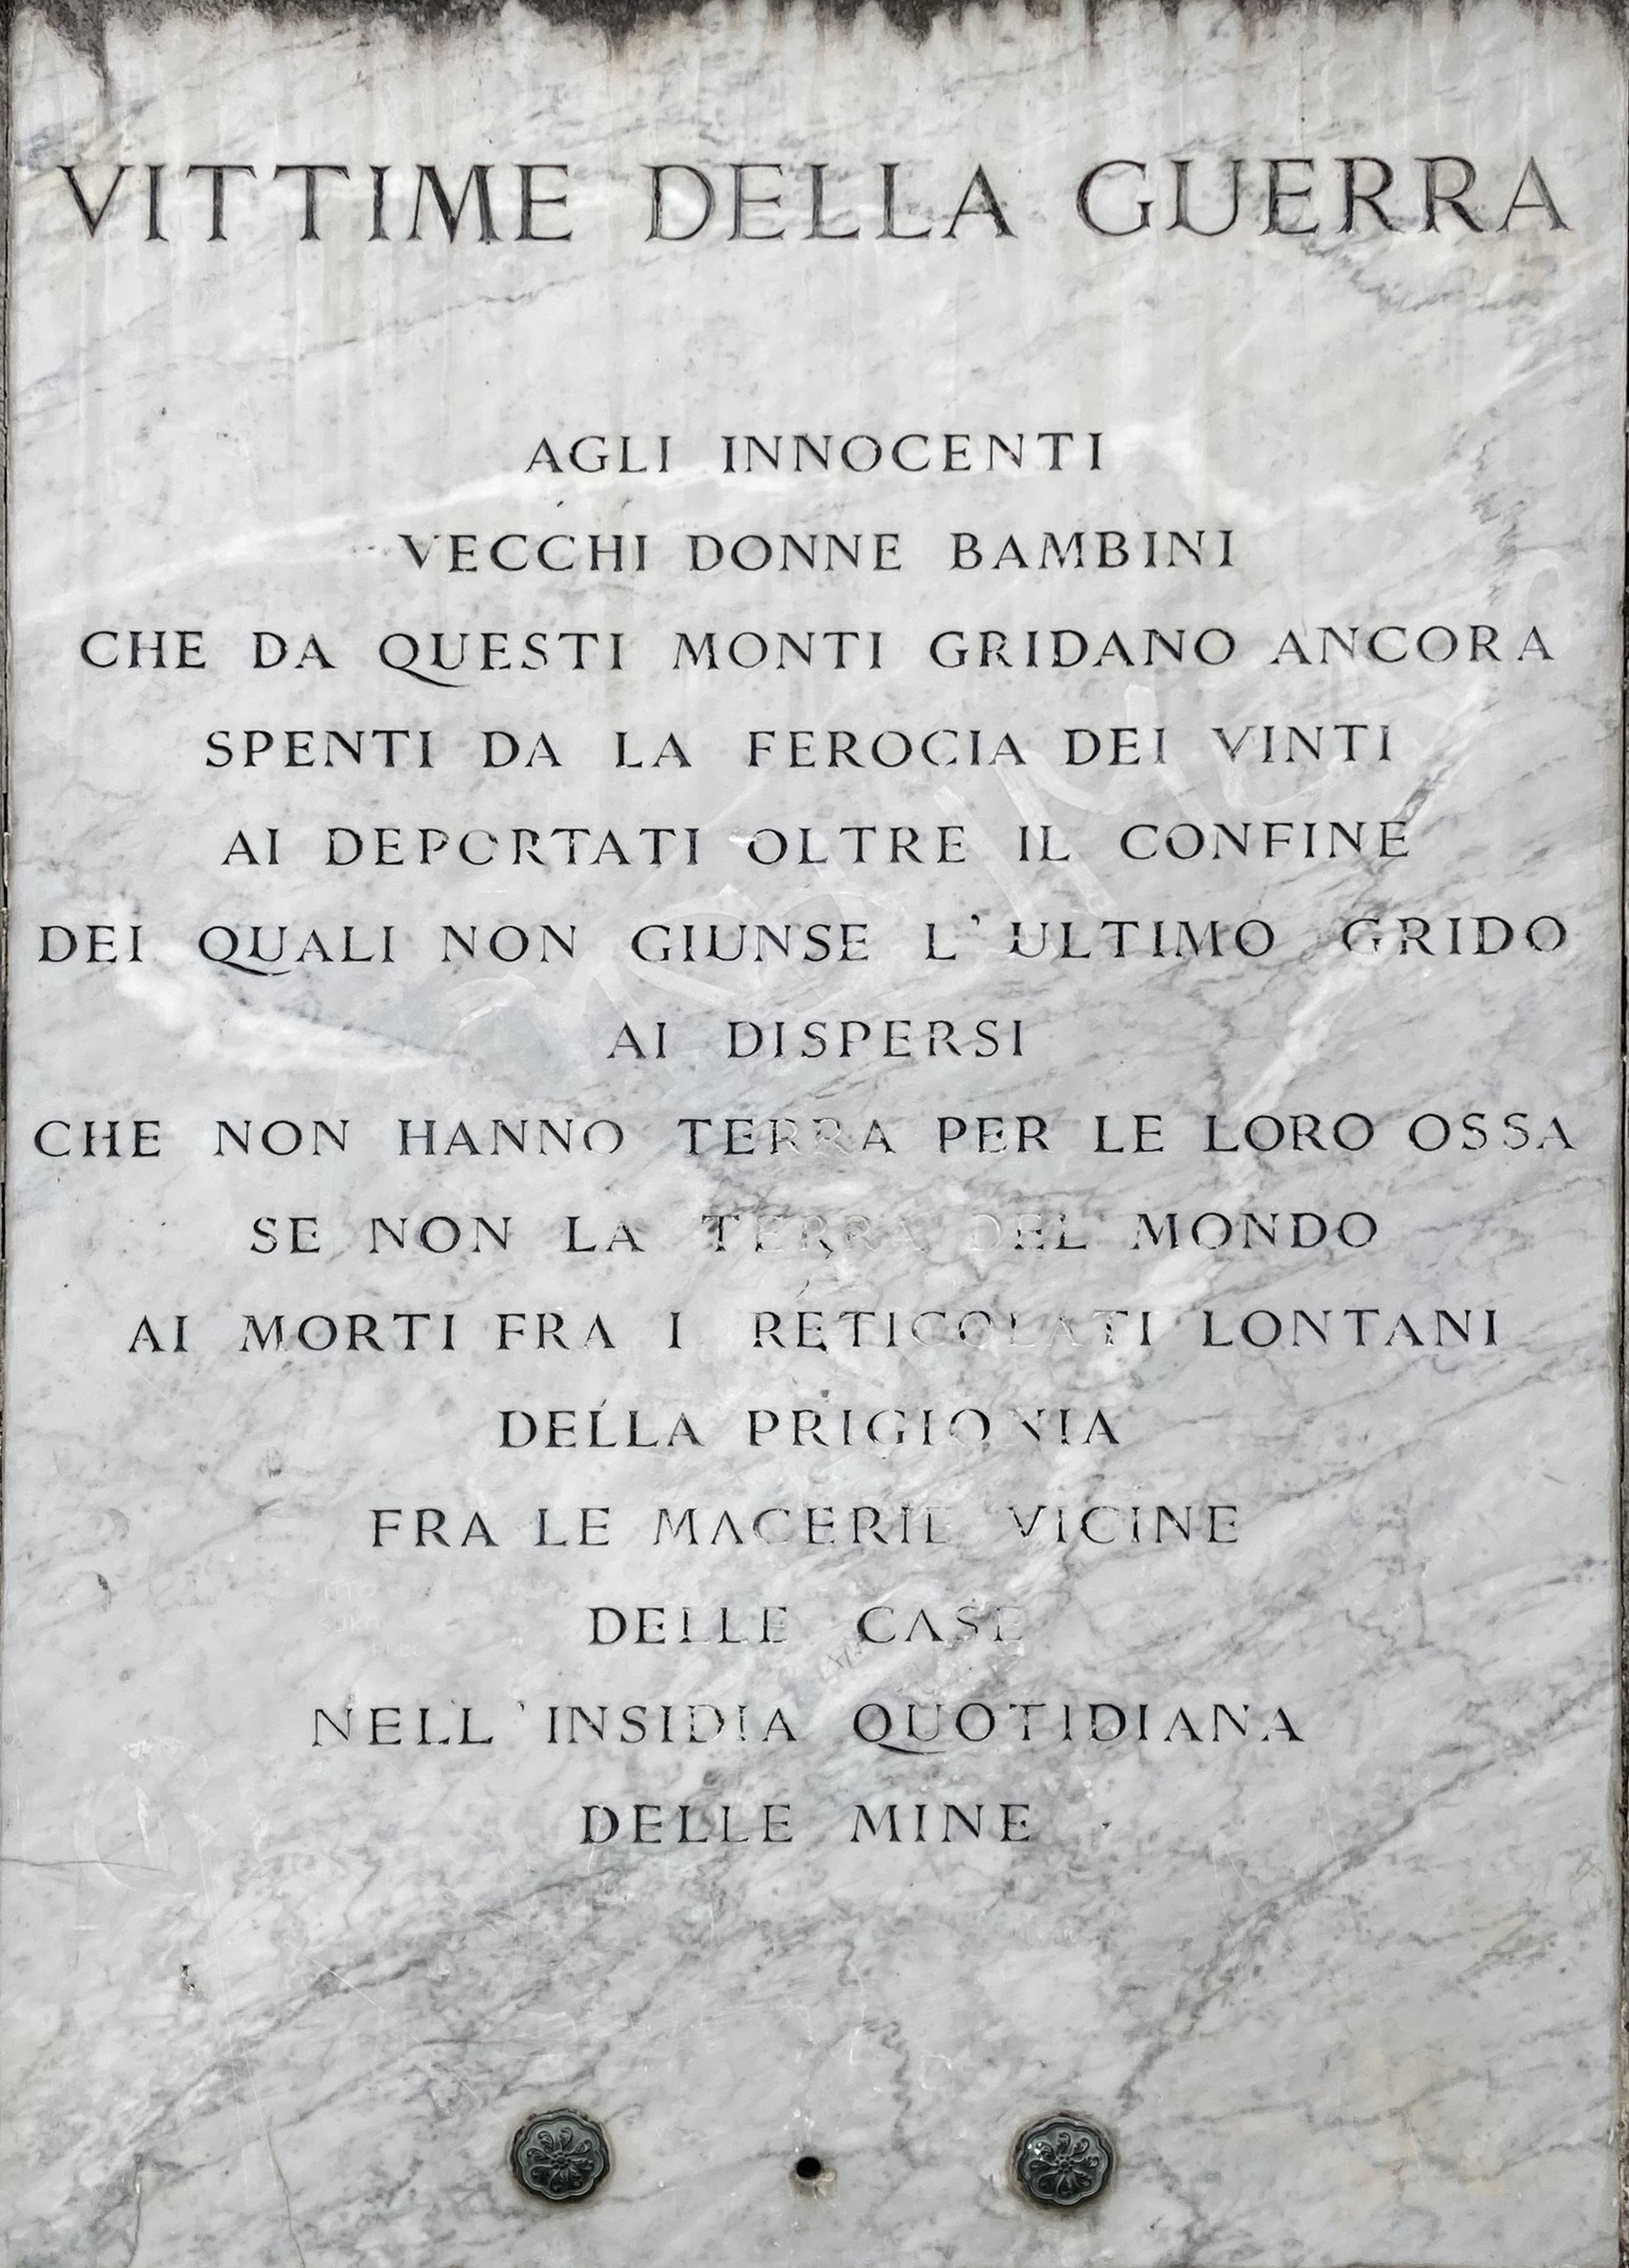 VITTIME DELLA GUERRA
AGLI INNOCENTI
VECCHI DONNE BAMBINI
CHE DA QUESTI MONTI GRIDANO ANCORA
SPENTI DA LA FEROCIA DEI VINTI
AI DEPORTATI OLTRE IL CONFINE
DEI QUALI NON GIUNSE L'ULTIMO GRIDO
AI DISPERSI
CHE NON HANNO TERRA PER LE LORO OSSA
SE NON LA TERRA DEL MONDO
AI MORTI FRA I RETICOLATI LONTANI
DELLA PRIGIONIA
FRA LE MACERIE VICINE
DELLE CASE
NELL'INSIDIA QUOTIDIANA
DELLE MINE